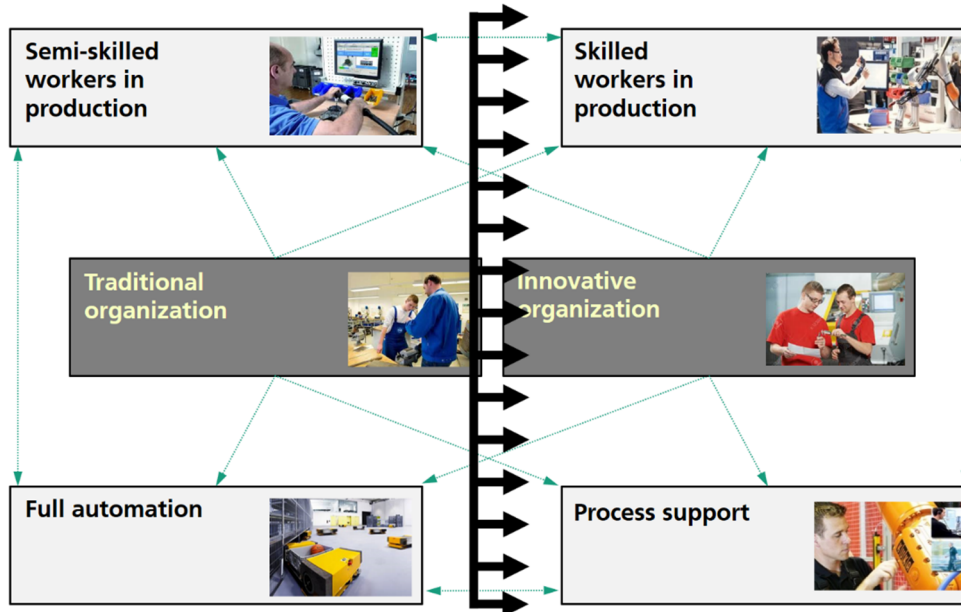 Semi-skilled
workers in
production
Skilled
workers in
production
Traditional
organization
Innovative
organization
Full automation
Process support